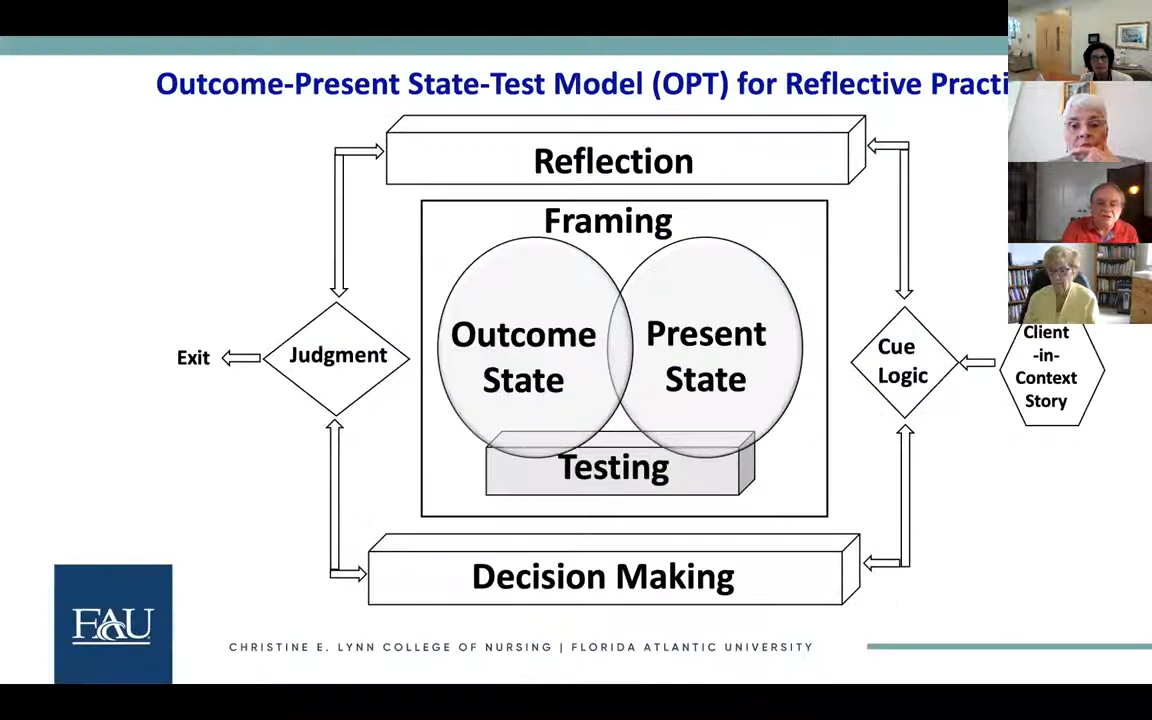 Outcome-Present State-Test Model (OPT) for Reflective Practi
Reflection
Framing
Outcome
State
Present
State
Testing
Judgment
Exit
Cue
Logic
Client
-in-
Context
Story
Decision Making
FAU
CHRISTINE E. LYNN COLLEGE OF NURSING | FLORIDA ATLANTIC UNIVERSITY